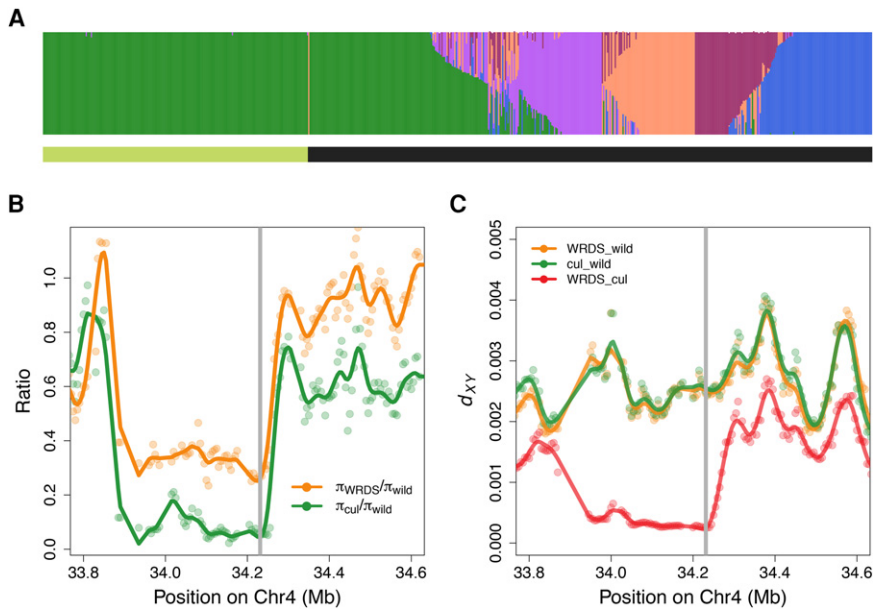 A
B
C
Ratio
0.0
0.2
0.4
0.6
0.8
1.0
πWRDS/πwild
πcul/πwild
33.8
34.0
34.2
34.4
34.6
Position on Chr4 (Mb)
dXY
0.000
0.001
0.002
0.003
0.004
0.005
WRDS_wild
cul_wild
WRDS_cul
33.8
34.0
34.2
34.4
34.6
Position on Chr4 (Mb)